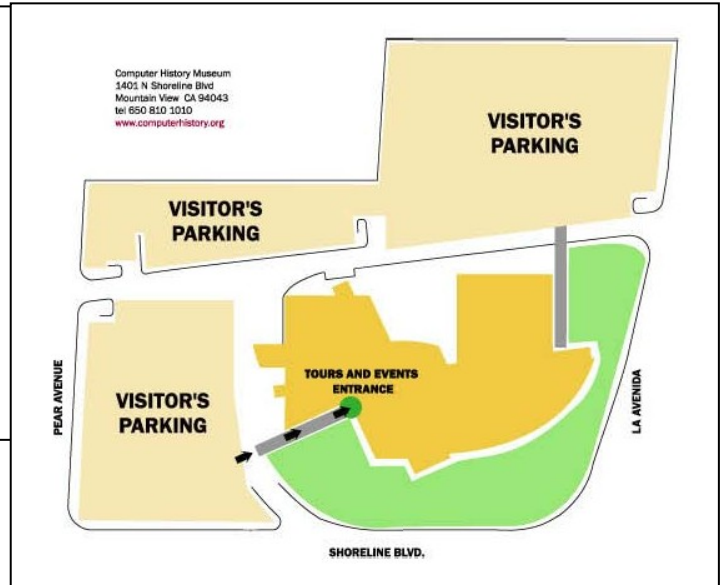 Computer History Museum
1401 N Shoreline Blvd
Mountain View CA 94043
tel 650 810 1010
www.computerhistory.org
VISITOR'S
PARKING
VISITOR'S
PARKING
TOURS AND EVENTS
ENTRANCE
VISITOR'S
PARKING
PEAR AVENUE
LA AVENIDA
SHORELINE BLVD.